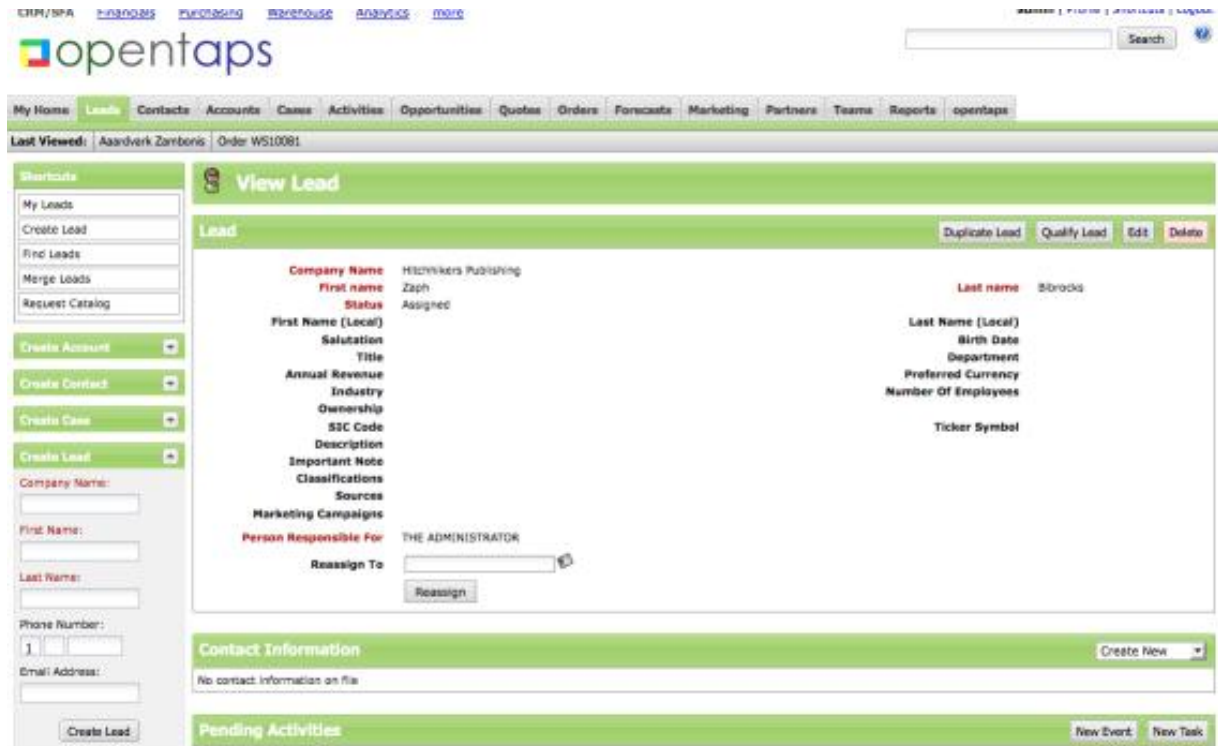 CRM/SFA Financials Purchasing Warehouse Analytics more
admin | Profile | Shortcuts | Logout
opentaps
Search
My Home Leads Contacts Accounts Cases Activities Opportunities Quotes Orders Forecasts Marketing Partners Teams Reports opentaps
Last Viewed: Aaardverk Zambonis Order WS10081
Shortcuts
My Leads
Create Lead
Find Leads
Merge Leads
Request Catalog
Create Account
Create Contact
Create Case
Create Lead
Company Name:
First Name:
Last Name:
Phone Number:
1
Email Address:
Create Lead
View Lead
Lead Duplicate Lead Qualify Lead Edit Delete
Company Name Hitchhikers Publishing
First name Zaph Last name Bibrocks
Status Assigned
First Name (Local) Last Name (Local)
Salutation Birth Date
Title Department
Annual Revenue Preferred Currency
Industry Number Of Employees
Ownership
SIC Code Ticker Symbol
Description
Important Note
Classifications
Sources
Marketing Campaigns
Person Responsible For THE ADMINISTRATOR
Reassign To
Reassign
Contact Information Create New
No contact information on file
Pending Activities New Event New Task